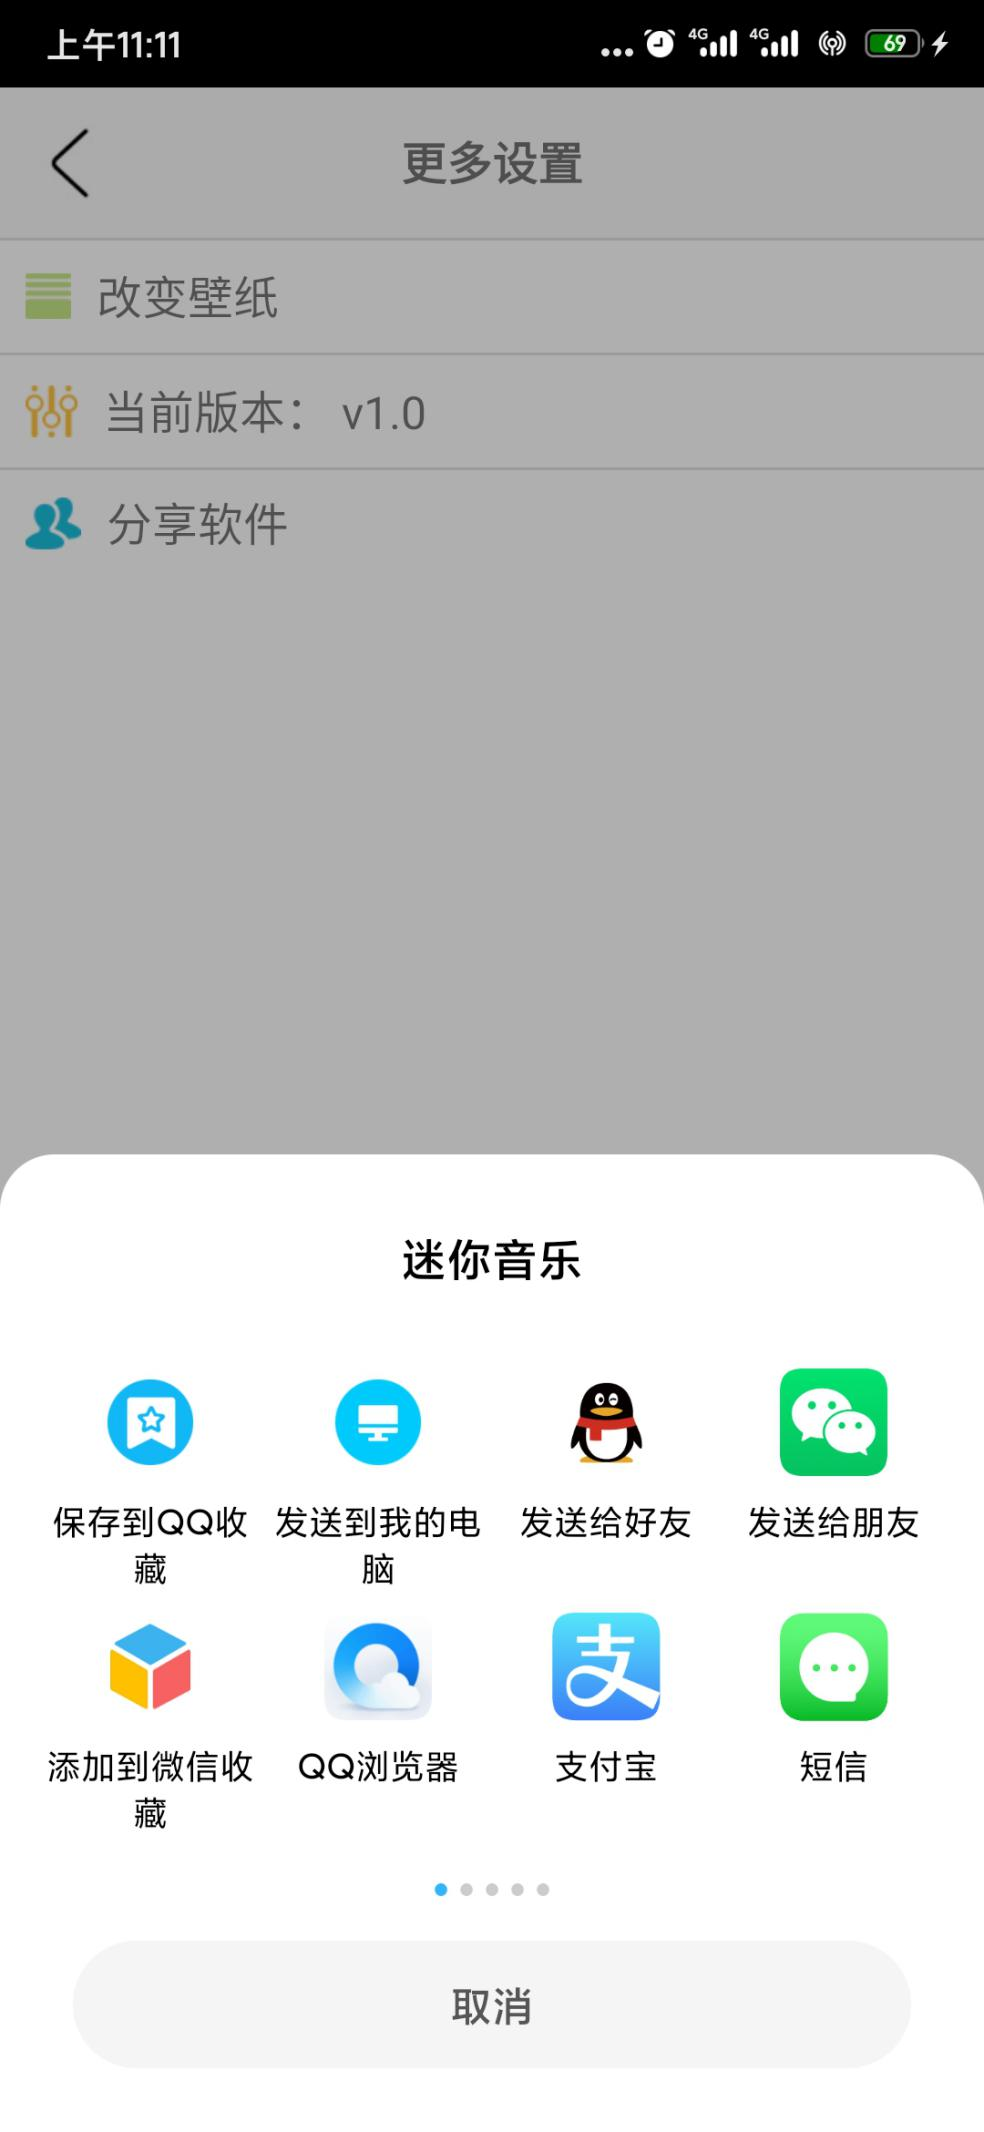 上午11:11
4G 4G 69
更多设置
改变壁纸
当前版本： v1.0
分享软件
迷你音乐
保存到QQ收藏
发送到我的电脑
发送给好友
发送给朋友
添加到微信收藏
QQ浏览器
支付宝
短信
取消